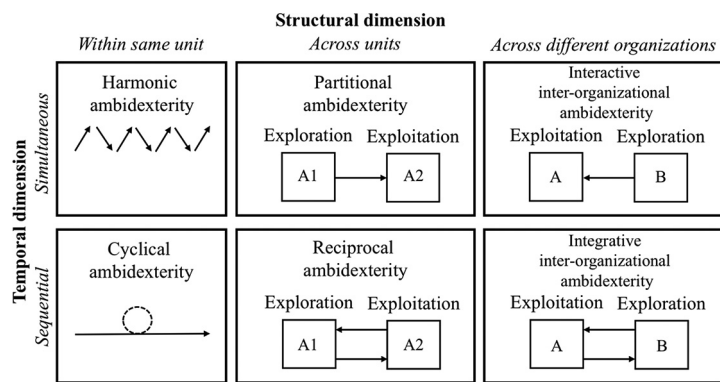 Structural dimension
Within same unit
Across units
Across different organizations
Temporal dimension
Simultaneous
Harmonic
ambidexterity
Partitional
ambidexterity
Exploration Exploitation
A1
A2
Interactive
inter-organizational
ambidexterity
Exploitation Exploration
A
B
Sequential
Cyclical
ambidexterity
Reciprocal
ambidexterity
Exploration Exploitation
A1
A2
Integrative
inter-organizational
ambidexterity
Exploitation Exploration
A
B